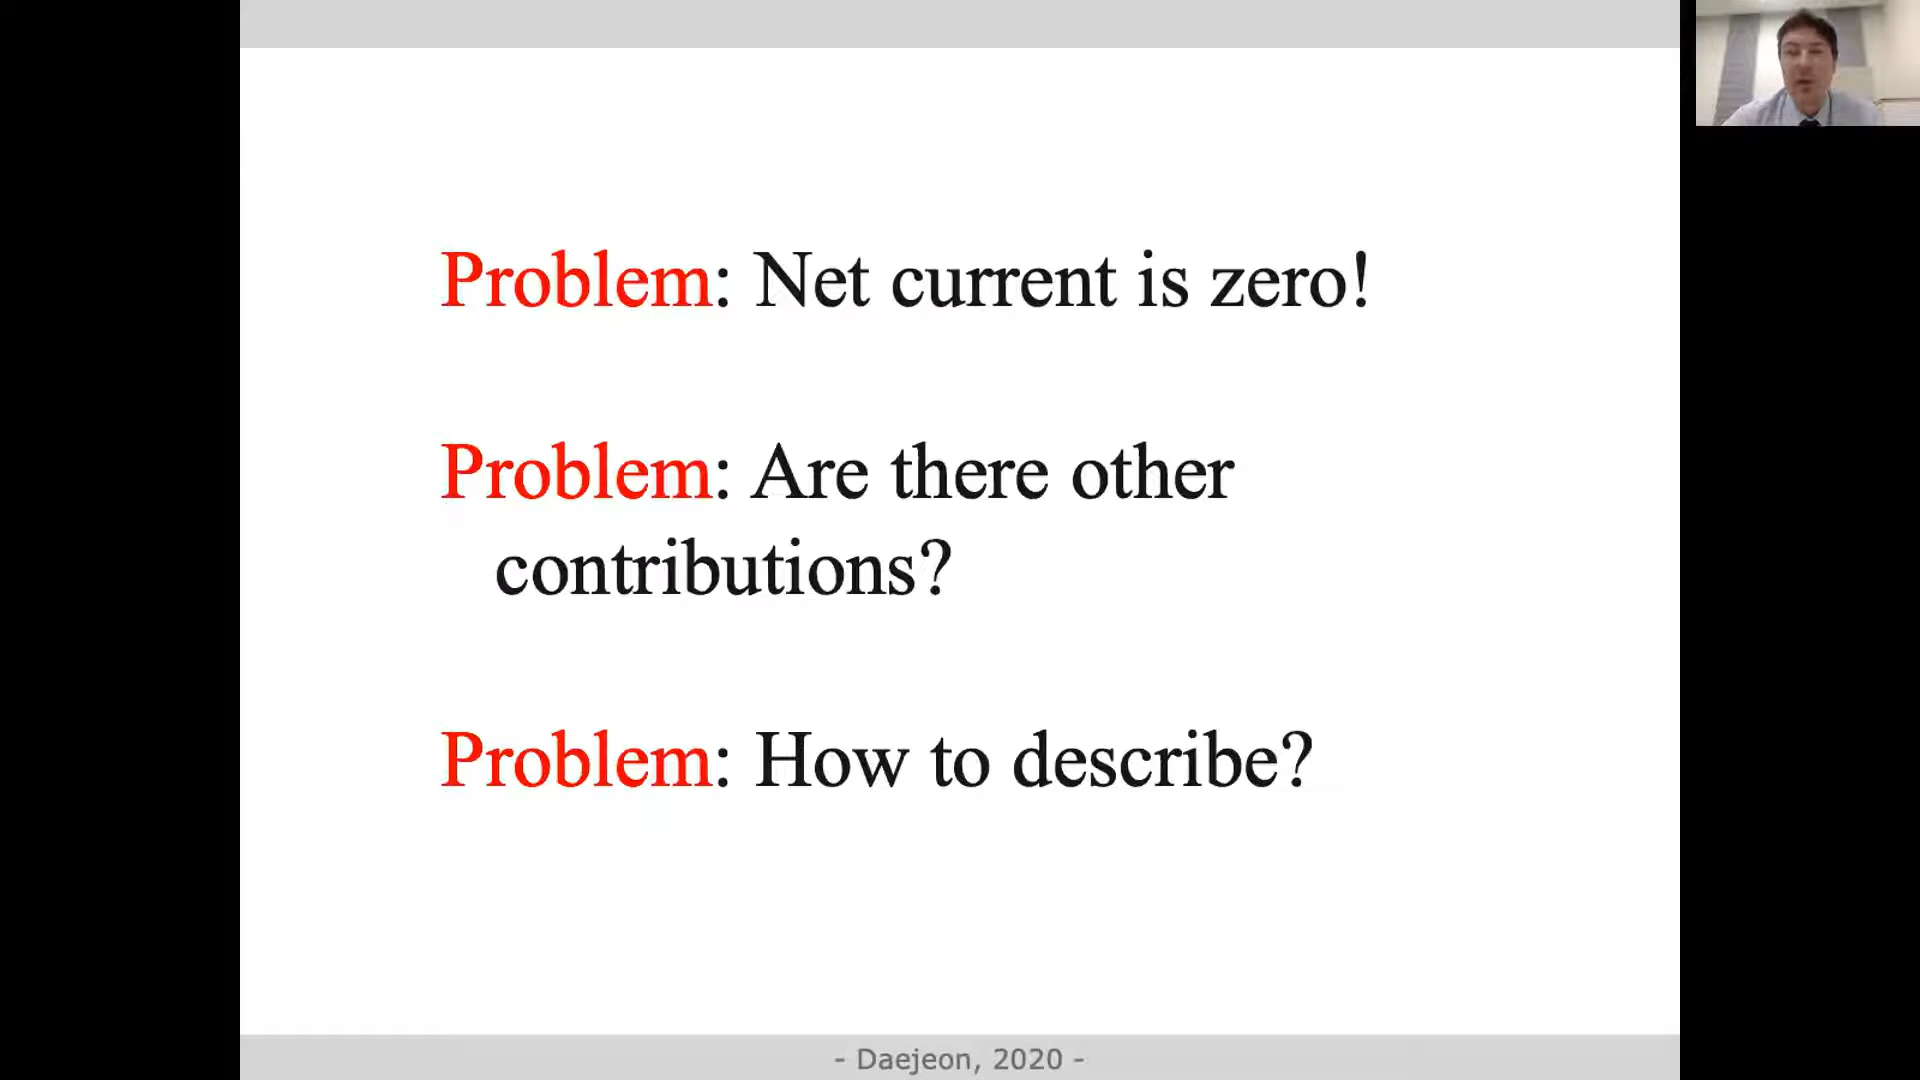 Problem: Net current is zero!
Problem: Are there other
contributions?
Problem: How to describe?
- Daejeon, 2020 -